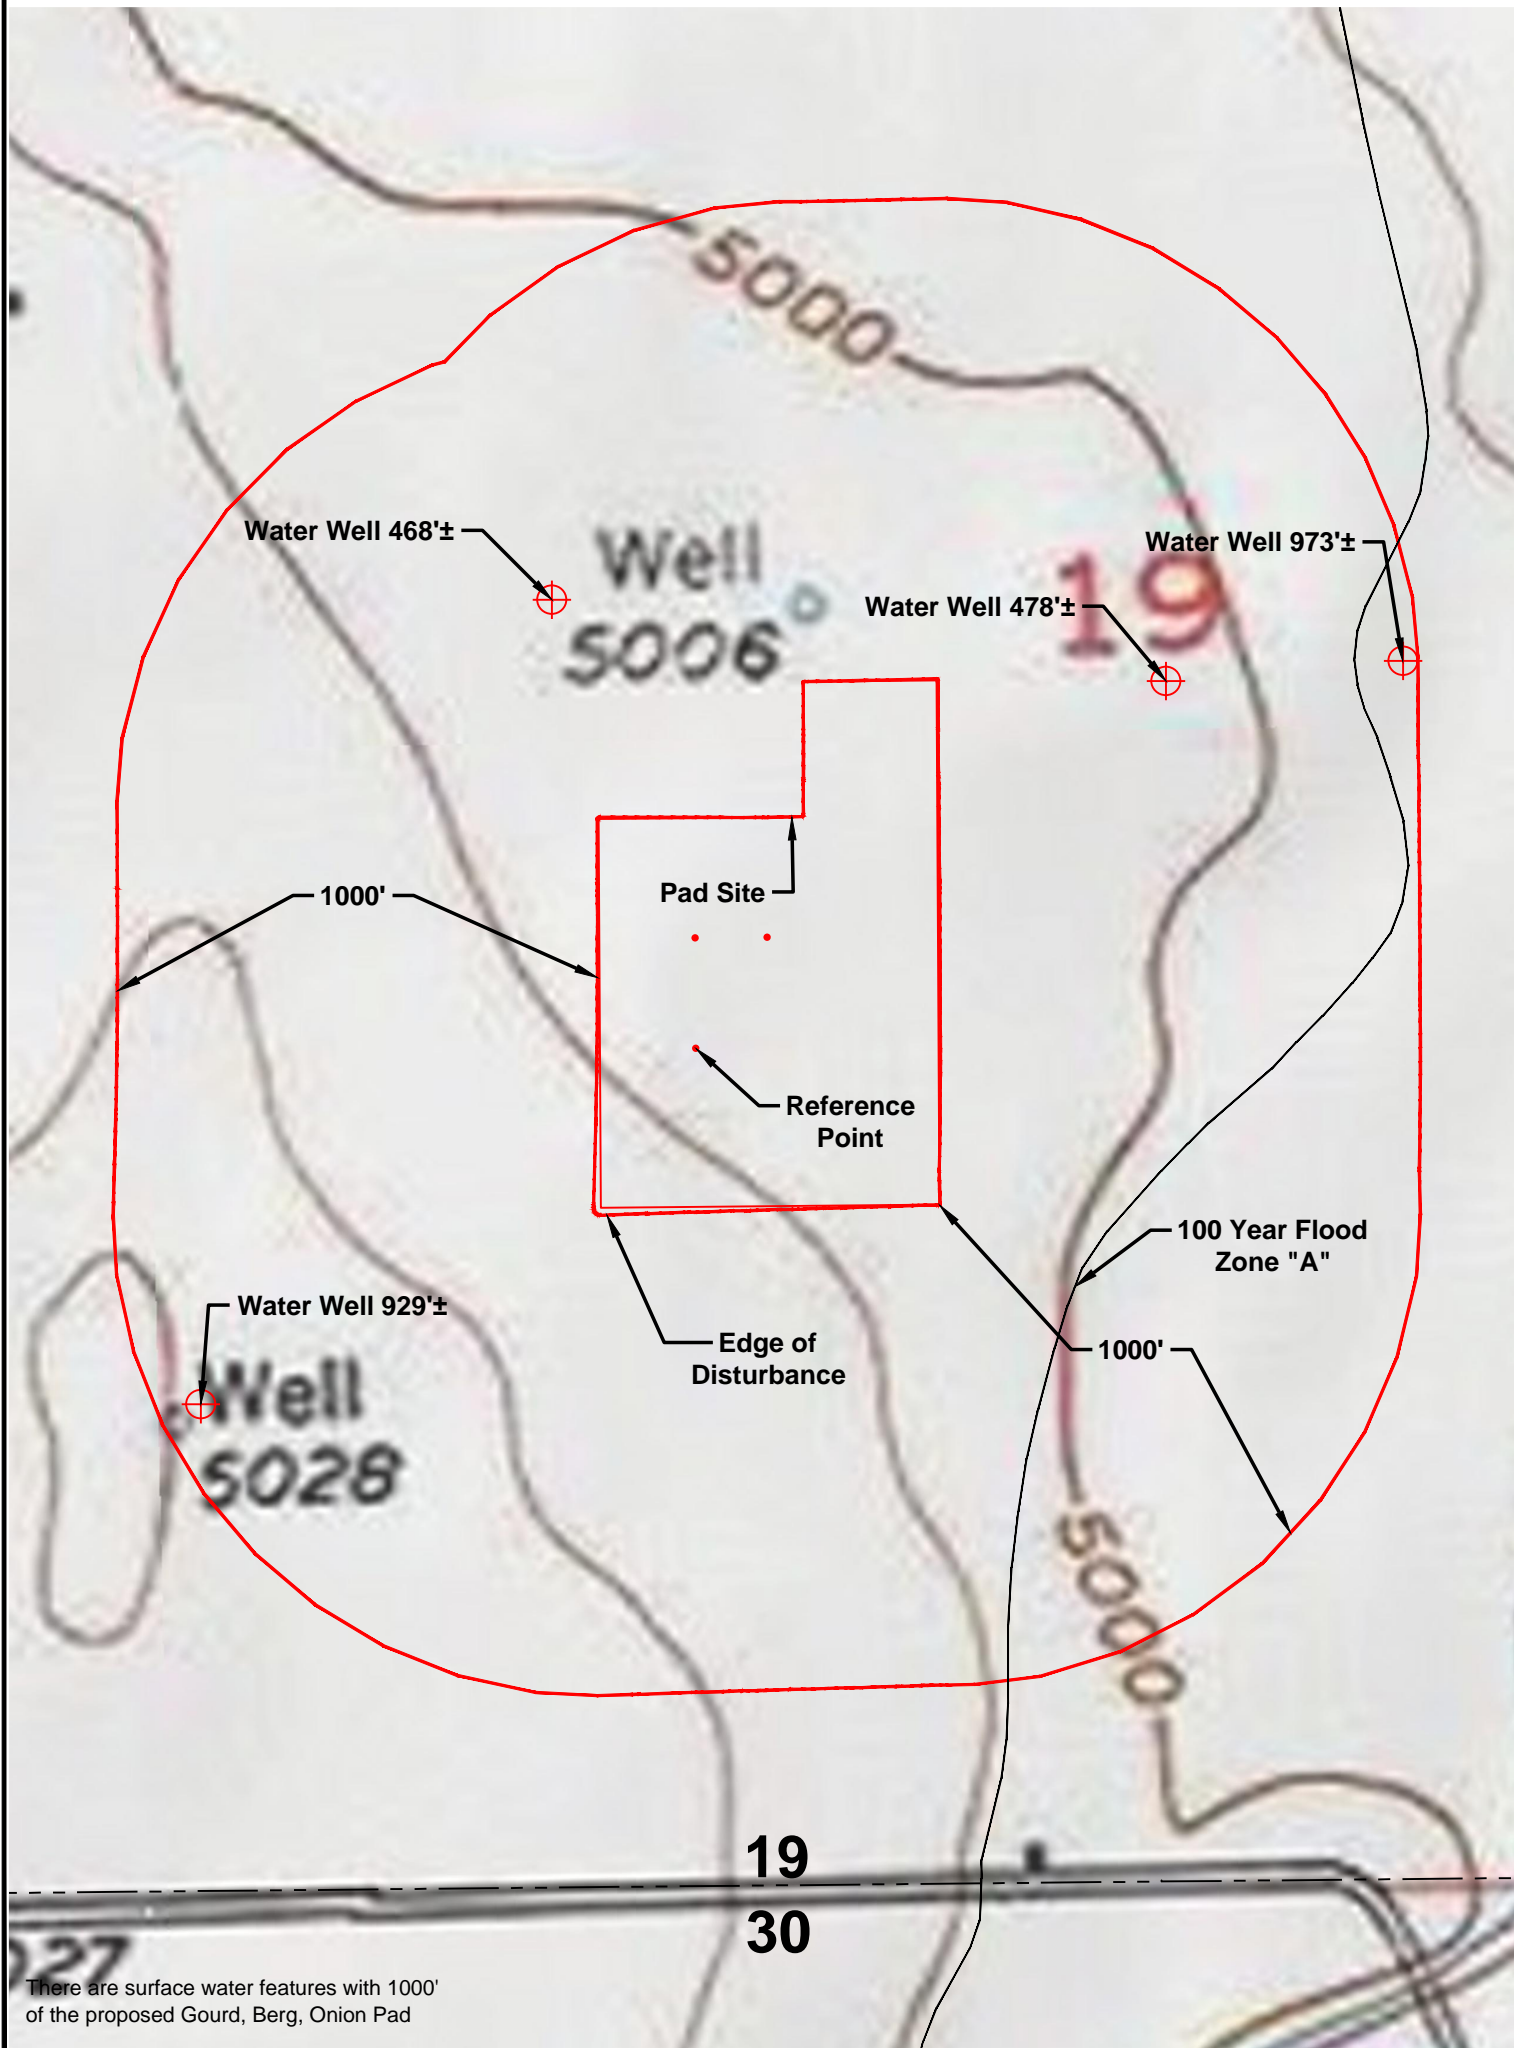 5000
Water Well 468'±
Well
5006
19
Water Well 973'±
Water Well 478'±
Pad Site
1000'
Reference
Point
100 Year Flood
Zone "A"
Water Well 929'±
Edge of
Disturbance
1000'
Well
5028
5000
19
30
027
There are surface water features with 1000'
of the proposed Gourd, Berg, Onion Pad